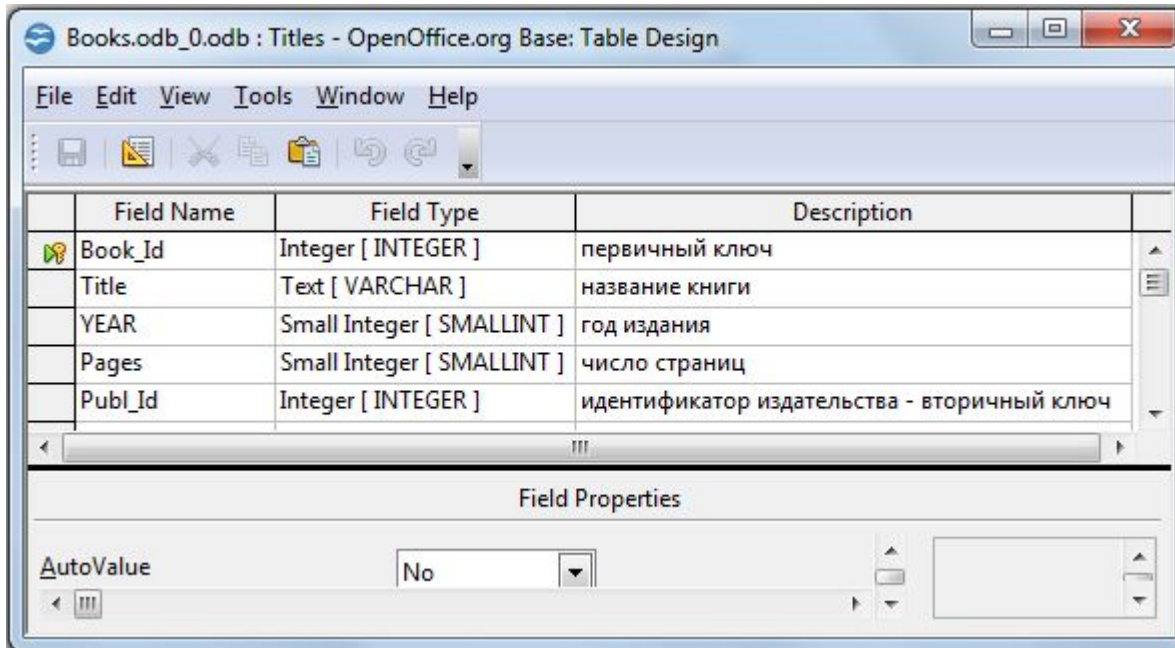 Books.odb_0.odb : Titles - OpenOffice.org Base: Table Design
File Edit View Tools Window Help
Field Name Field Type Description
Book_Id Integer [ INTEGER ] первичный ключ
Title Text [ VARCHAR ] название книги
YEAR Small Integer [ SMALLINT ] год издания
Pages Small Integer [ SMALLINT ] число страниц
Publ_Id Integer [ INTEGER ] идентификатор издательства - вторичный ключ
Field Properties
AutoValue No